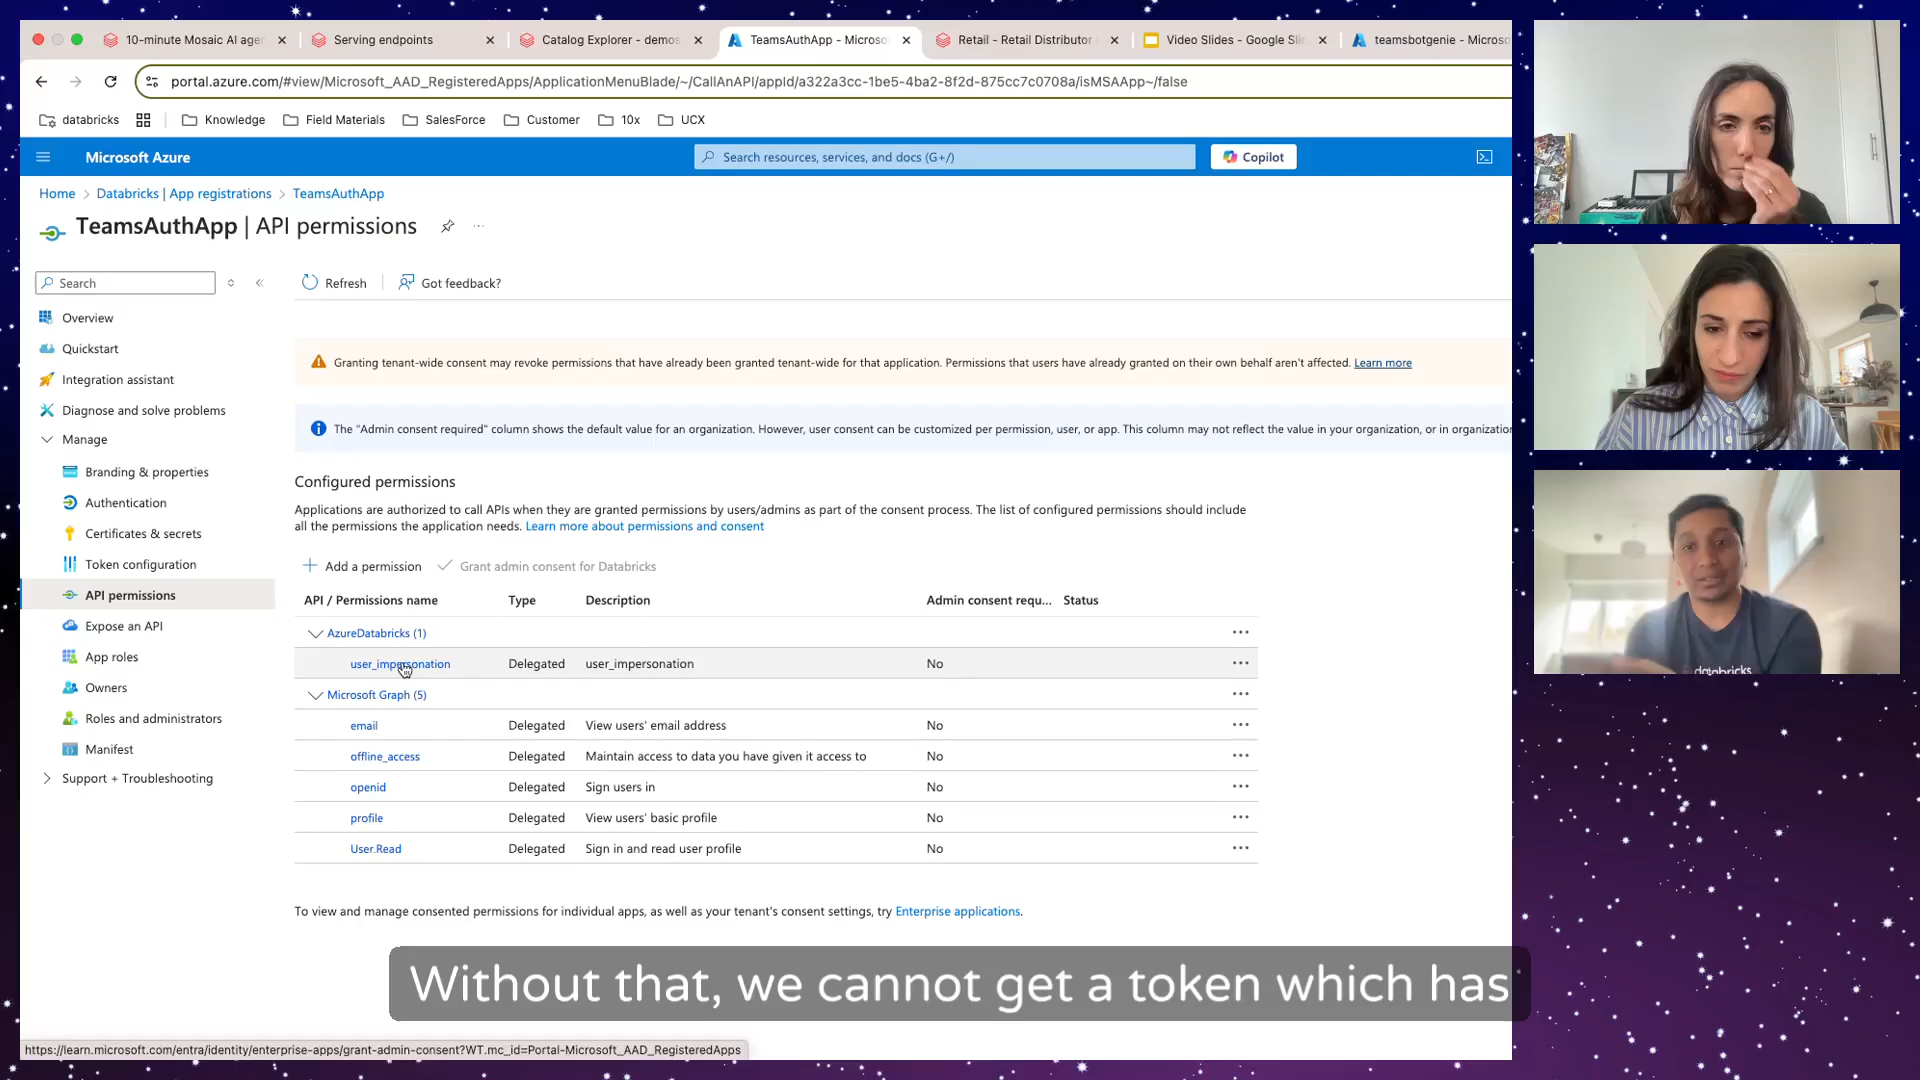 10-minute Mosaic AI age
Serving endpoints
Catalog Explorer - demos
TeamsAuthApp - Microso
Retail - Retail Distributor
Video Slides - Google Slid
teamsbotgenie - Microso
portal.azure.com/#view/Microsoft_AAD_RegisteredApps/ApplicationMenuBlade/~/CallAnAPI/appId/a322a3cc-1be5-4ba2-8f2d-875cc7c0708a/isMSAApp~/false
databricks
Knowledge
Field Materials
SalesForce
Customer
10x
UCX
Microsoft Azure
Search resources, services, and docs (G+/)
Copilot
Home > Databricks | App registrations > TeamsAuthApp
TeamsAuthApp | API permissions
Search
Refresh
Got feedback?
Overview
Quickstart
Integration assistant
Diagnose and solve problems
Manage
Branding & properties
Authentication
Certificates & secrets
Token configuration
API permissions
Expose an API
App roles
Owners
Roles and administrators
Manifest
Support + Troubleshooting
Granting tenant-wide consent may revoke permissions that have already been granted tenant-wide for that application. Permissions that users have already granted on their own behalf aren't affected. Learn more
The "Admin consent required" column shows the default value for an organization. However, user consent can be customized per permission, user, or app. This column may not reflect the value in your organization, or in organization
Configured permissions
Applications are authorized to call APIs when they are granted permissions by users/admins as part of the consent process. The list of configured permissions should include
all the permissions the application needs. Learn more about permissions and consent
Add a permission
Grant admin consent for Databricks
API / Permissions name Type Description Admin consent requ... Status
AzureDatabricks (1)
user_impersonation Delegated user_impersonation No
Microsoft Graph (5)
email Delegated View users' email address No
offline_access Delegated Maintain access to data you have given it access to No
openid Delegated Sign users in No
profile Delegated View users' basic profile No
User.Read Delegated Sign in and read user profile No
To view and manage consented permissions for individual apps, as well as your tenant's consent settings, try Enterprise applications.
Without that, we cannot get a token which has
https://learn.microsoft.com/entra/identity/enterprise-apps/grant-admin-consent?WT.mc_id=Portal-Microsoft_AAD_RegisteredApps
databricks